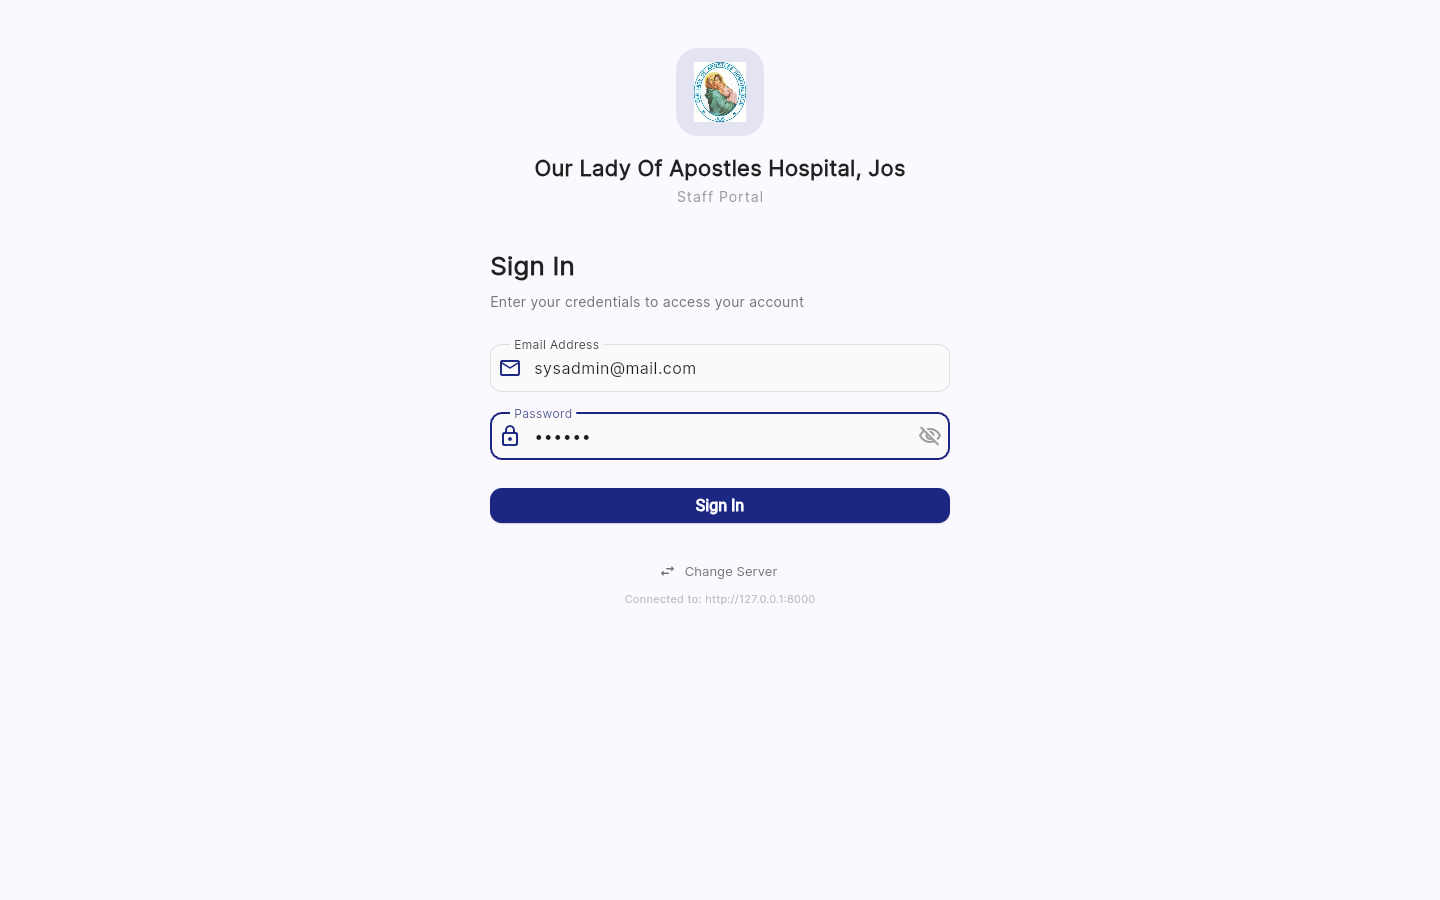 Our Lady Of Apostles Hospital, Jos
Staff Portal
Sign In
Enter your credentials to access your account
Email Address
sysadmin@mail.com
Password
••••••
Sign In
Change Server
Connected to: http://127.0.0.1:8000